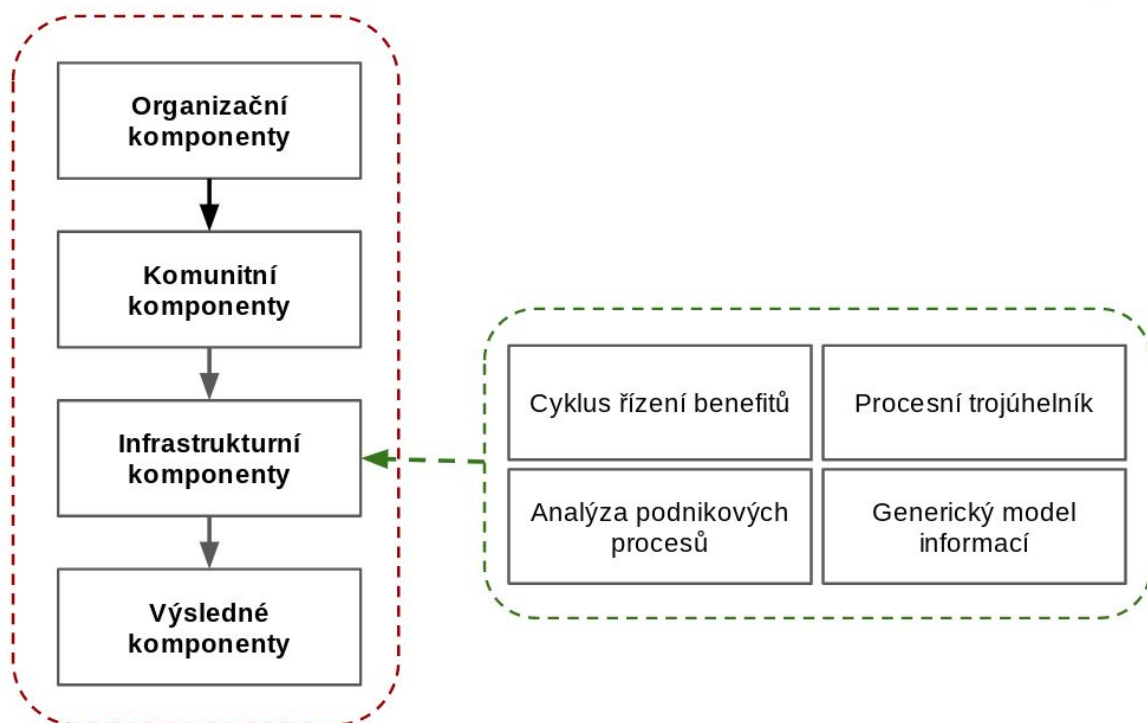 Organizační
komponenty
Komunitní
komponenty
Infrastrukturní
komponenty
Výsledné
komponenty
Cyklus řízení benefitů
Procesní trojúhelník
Analýza podnikových
procesů
Generický model
informací